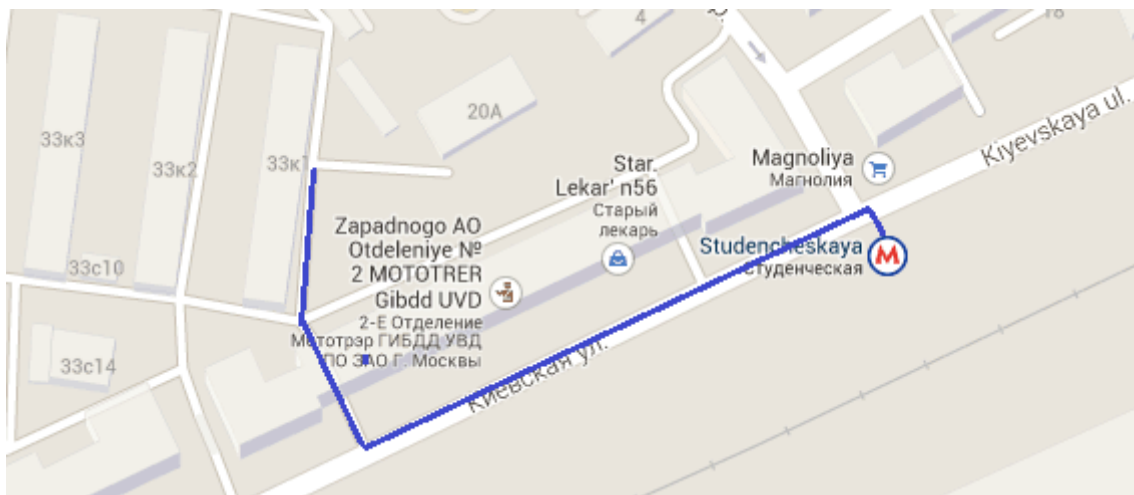 4
18
33к3
33к2
33к1
20А
Kiyevskaya ul.
Magnoliya
Магнолия
Star.
Lekar' n56
Старый
лекарь
Zapadnogo AO
Otdeleniye №
2 MOTOTRER
Gibdd UVD
2-Е Отделение
Мототрэр ГИБДД УВД
ПО ЗАО Г. Москвы
Studencheskaya
Студенческая
М
33с10
33с14
Киевская ул.